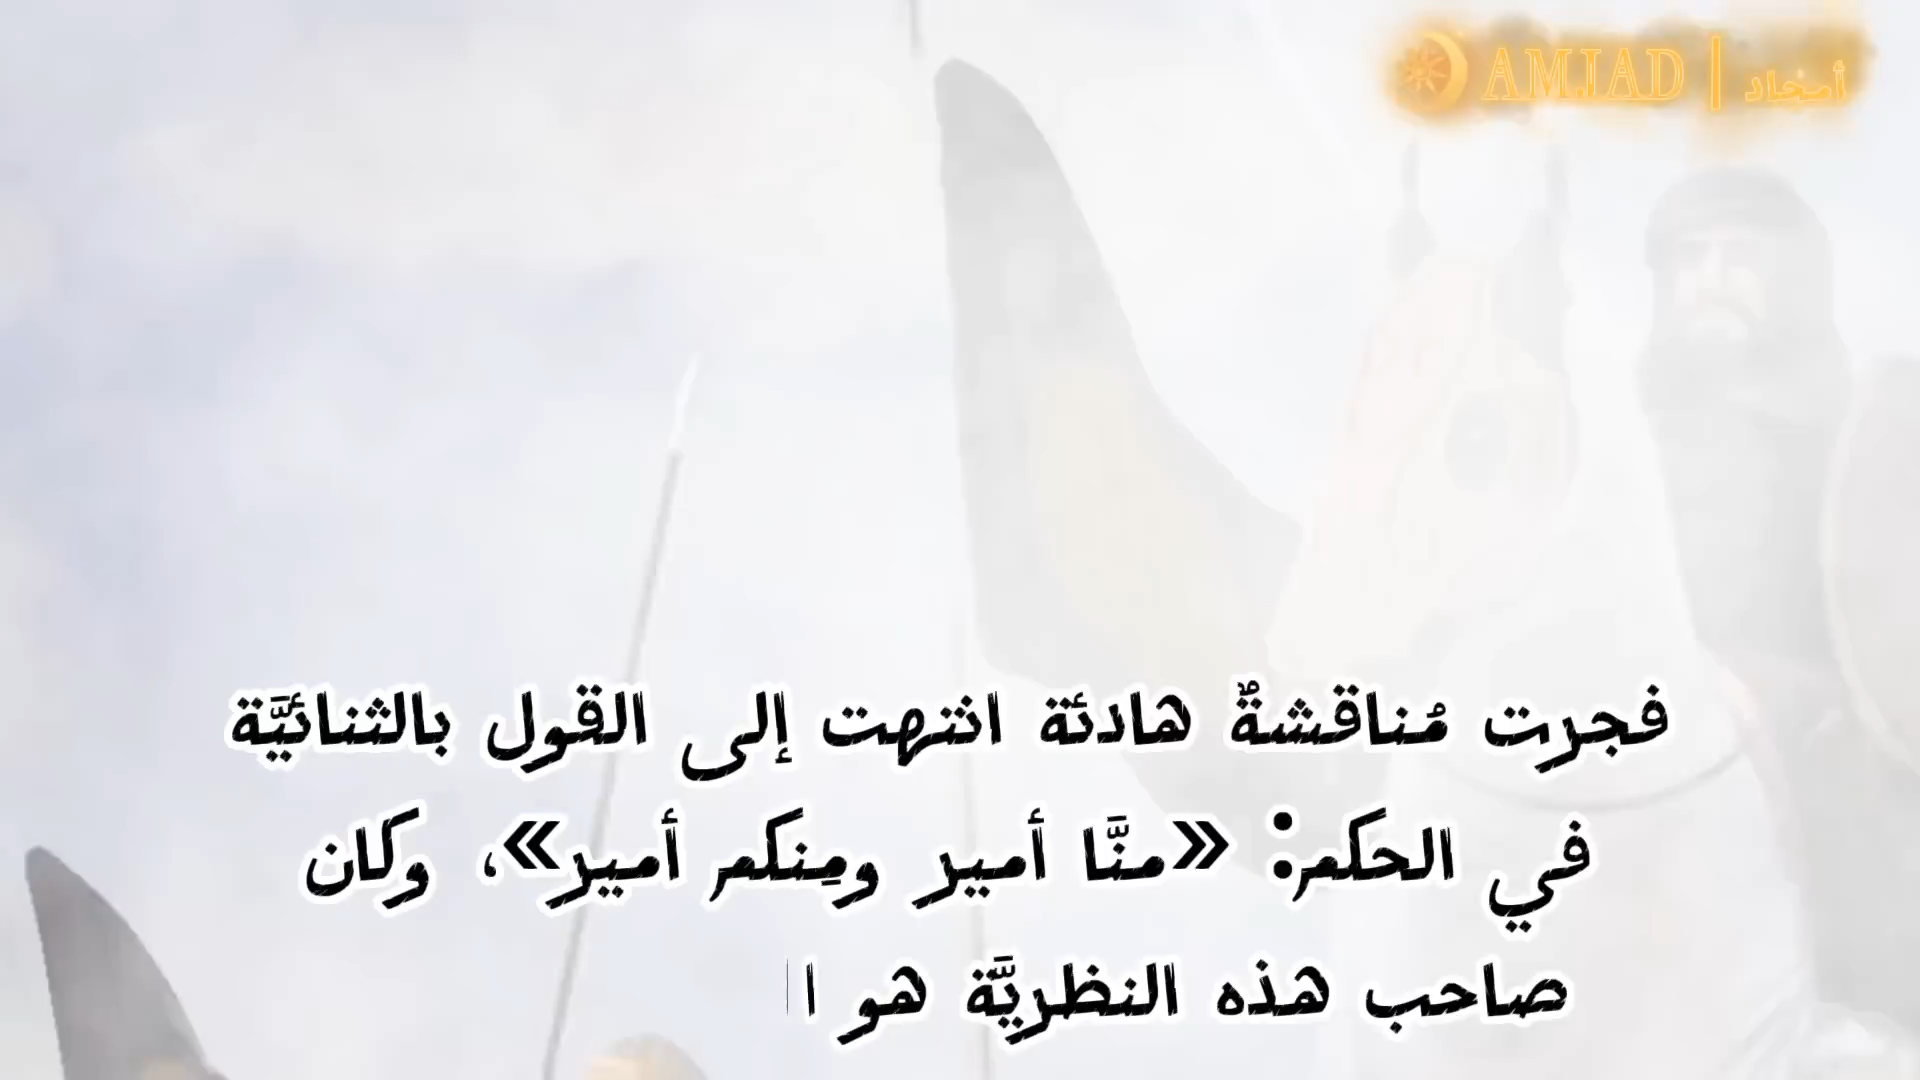 AMJAD | أمجاد
فجرت مُناقشةٌ هادئة انتهت إلى القول بالثنائيَّة
في الحكم: «منَّا أمير ومِنكم أمير»، وكان
صاحب هذه النظريَّة هو ا